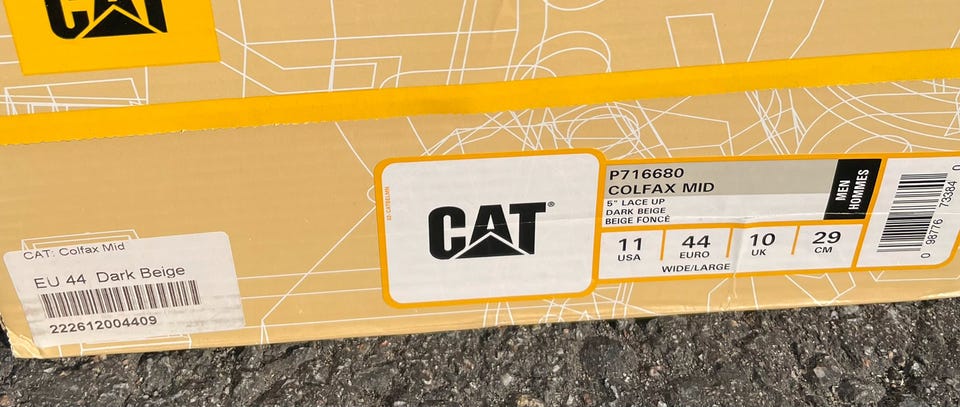 CAT
CAT®
P716680
COLFAX MID
5" LACE UP
DARK BEIGE
BEIGE FONCÉ
MEN
HOMMES
11
USA
44
EURO
10
UK
29
CM
WIDE/LARGE
0 98776 73384 0
CAT: Colfax Mid
EU 44 Dark Beige
222612004409